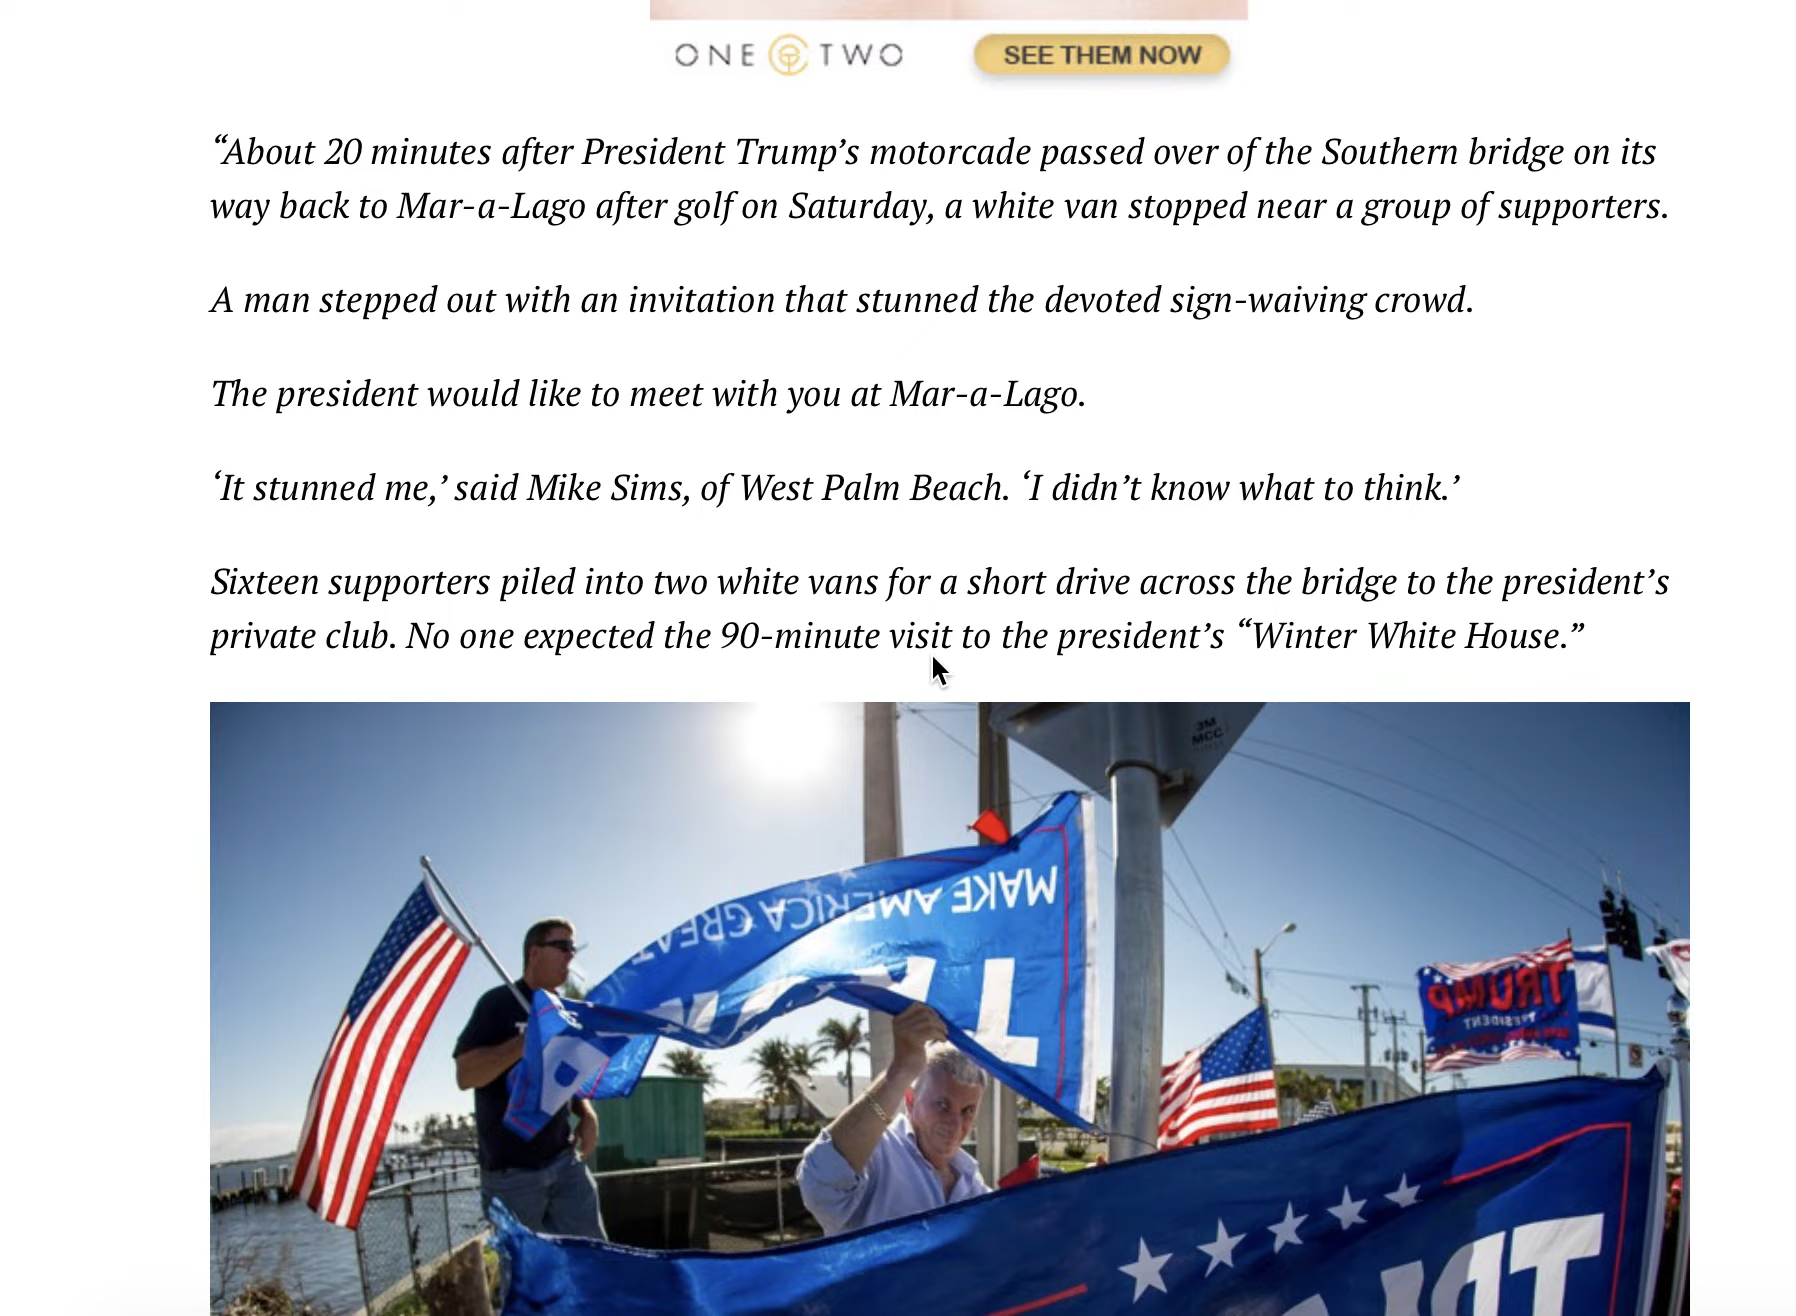 ONE TWO
SEE THEM NOW
“About 20 minutes after President Trump’s motorcade passed over of the Southern bridge on its
way back to Mar-a-Lago after golf on Saturday, a white van stopped near a group of supporters.
A man stepped out with an invitation that stunned the devoted sign-waiving crowd.
The president would like to meet with you at Mar-a-Lago.
‘It stunned me,’ said Mike Sims, of West Palm Beach. ‘I didn’t know what to think.’
Sixteen supporters piled into two white vans for a short drive across the bridge to the president’s
private club. No one expected the 90-minute visit to the president’s “Winter White House.”
3M
MCC
MAKE AMERICA GREAT
TRUMP
PRESIDENT